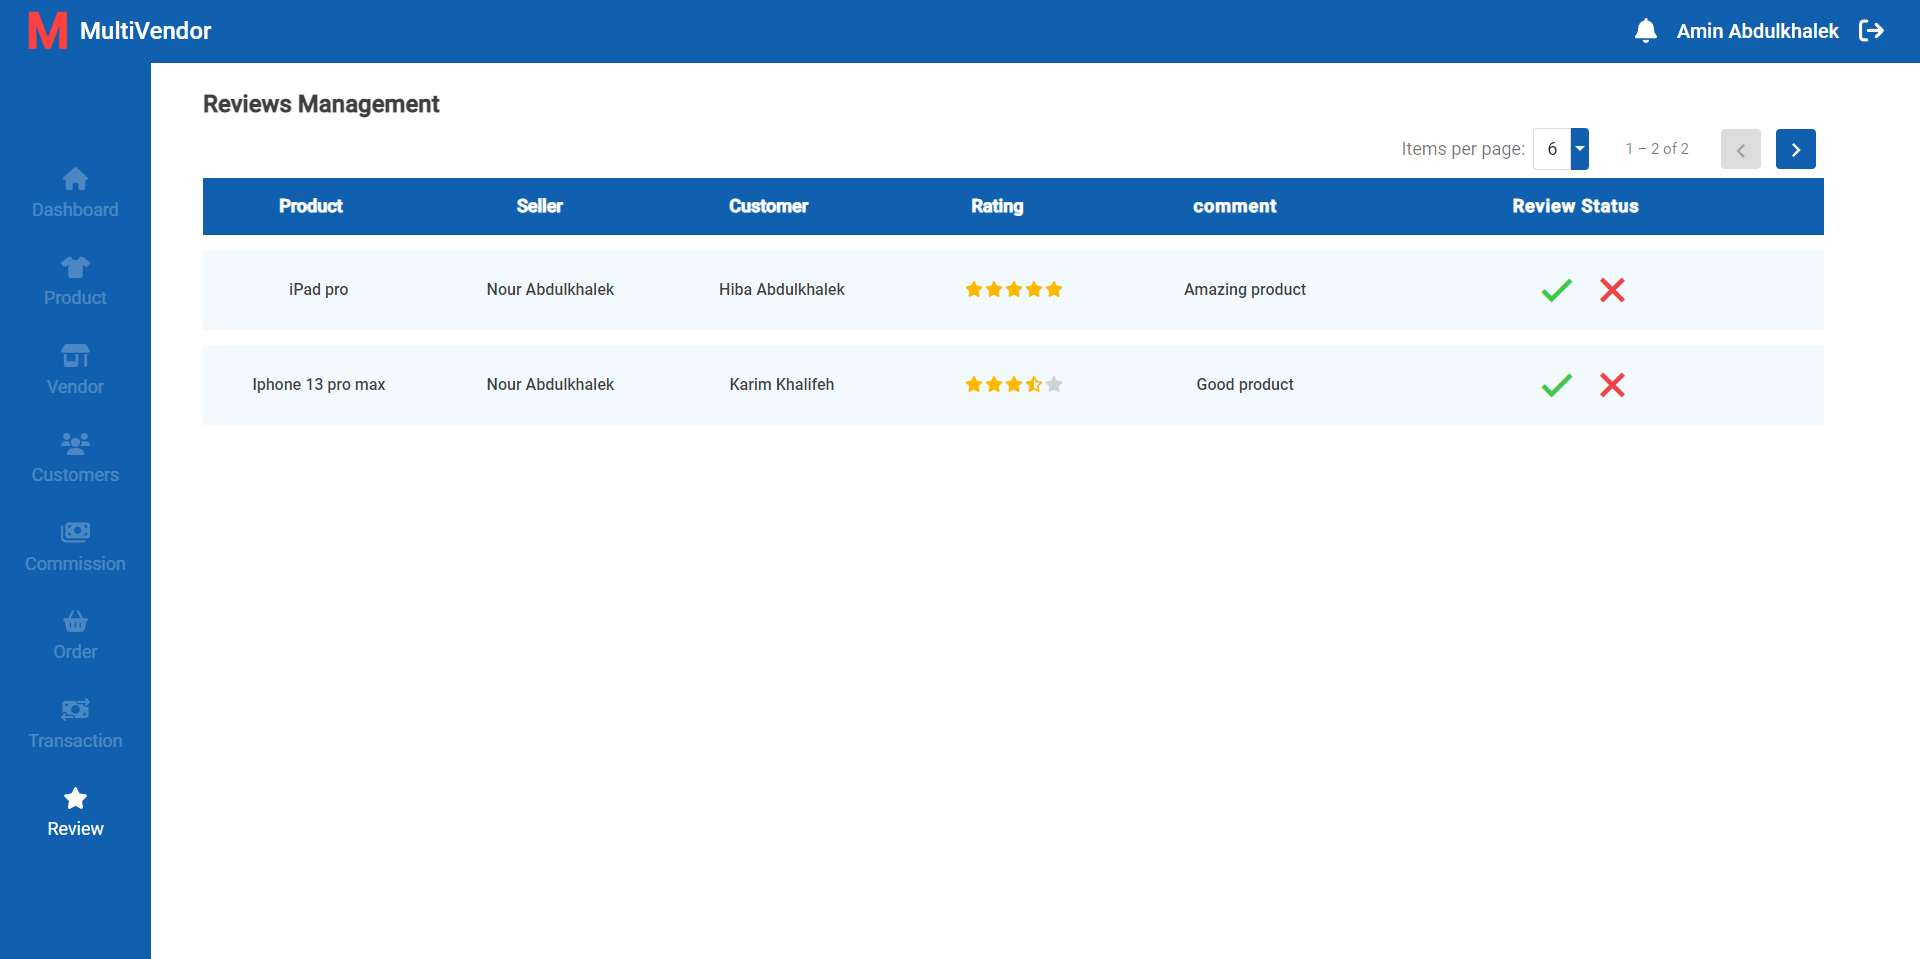 M MultiVendor
Amin Abdulkhalek
Dashboard
Product
Vendor
Customers
Commission
Order
Transaction
Review
Reviews Management
Items per page: 6 1 – 2 of 2
Product Seller Customer Rating comment Review Status
iPad pro Nour Abdulkhalek Hiba Abdulkhalek Amazing product
Iphone 13 pro max Nour Abdulkhalek Karim Khalifeh Good product